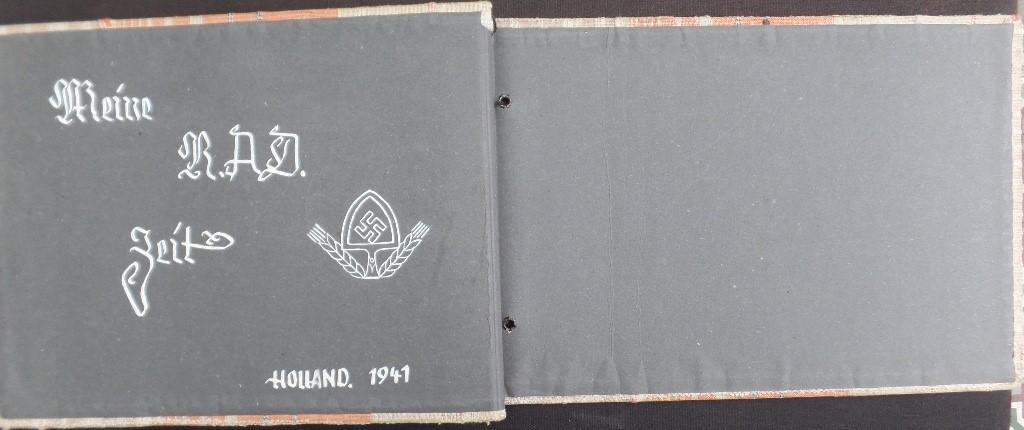 Meine
R.A.D.
Zeit
HOLLAND. 1941